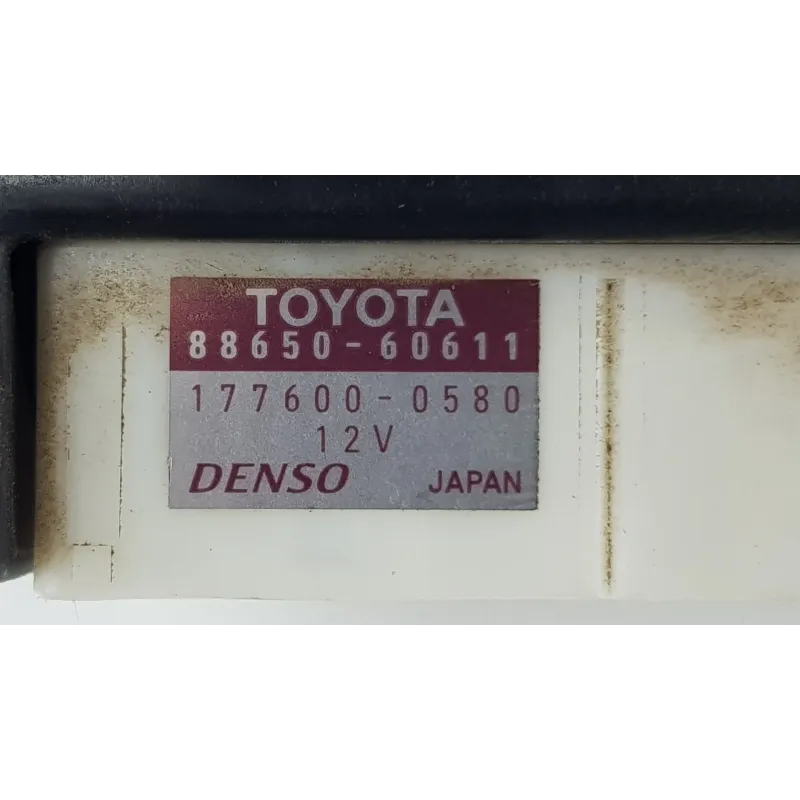 TOYOTA
88650-60611
177600-0580
12V
DENSO JAPAN